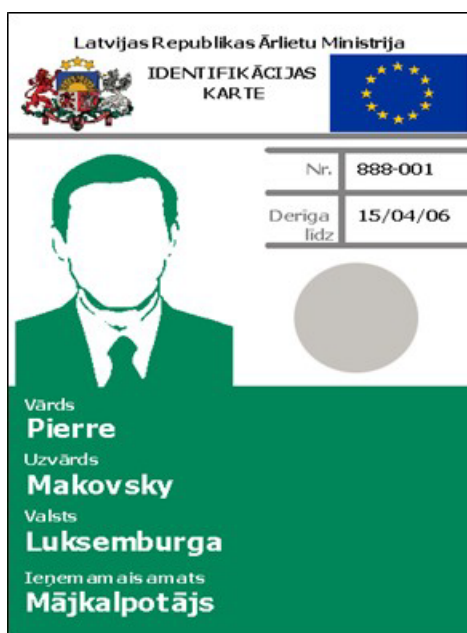 Latvijas Republikas Ārlietu Ministrija
IDENTIFIKĀCIJAS
KARTE
Nr. 888-001
Derīga
līdz 15/04/06
Vārds
Pierre
Uzvārds
Makovsky
Valsts
Luksemburga
Ieņemamais amats
Mājkalpotājs